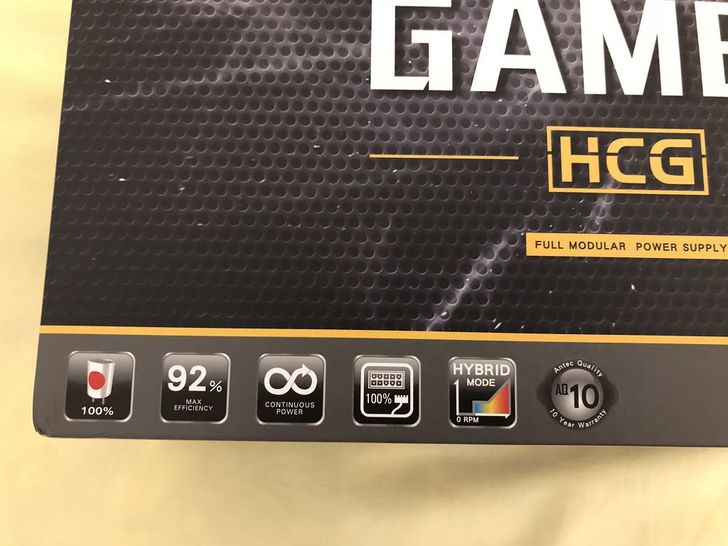 GAME
HCG
FULL MODULAR POWER SUPPLY
100%
92%
MAX
EFFICIENCY
CONTINUOUS
POWER
100%
HYBRID
MODE
0 RPM
Antec Quality
AQ10
10 Year Warranty